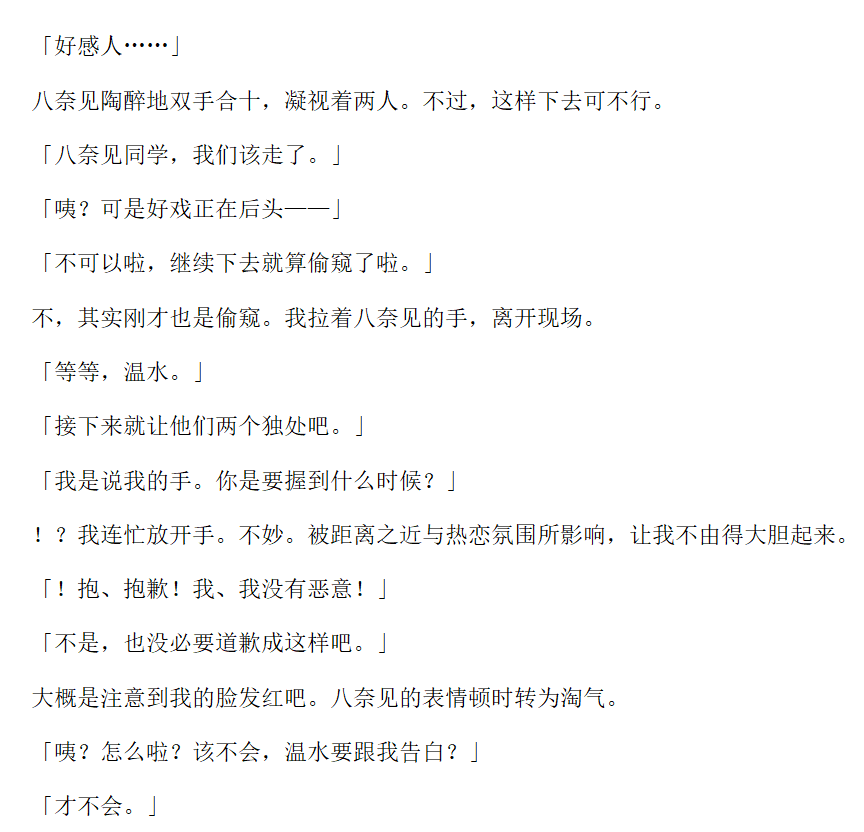 「好感人……」
八奈见陶醉地双手合十，凝视着两人。不过，这样下去可不行。
「八奈见同学，我们该走了。」
「咦？可是好戏正在后头——」
「不可以啦，继续下去就算偷窥了啦。」
不，其实刚才也是偷窥。我拉着八奈见的手，离开现场。
「等等，温水。」
「接下来就让他们两个独处吧。」
「我是说我的手。你是要握到什么时候？」
！？我连忙放开手。不妙。被距离之近与热恋氛围所影响，让我不由得大胆起来。
「！抱、抱歉！我、我没有恶意！」
「不是，也没必要道歉成这样吧。」
大概是注意到我的脸发红吧。八奈见的表情顿时转为淘气。
「咦？怎么啦？该不会，温水要跟我告白？」
「才不会。」